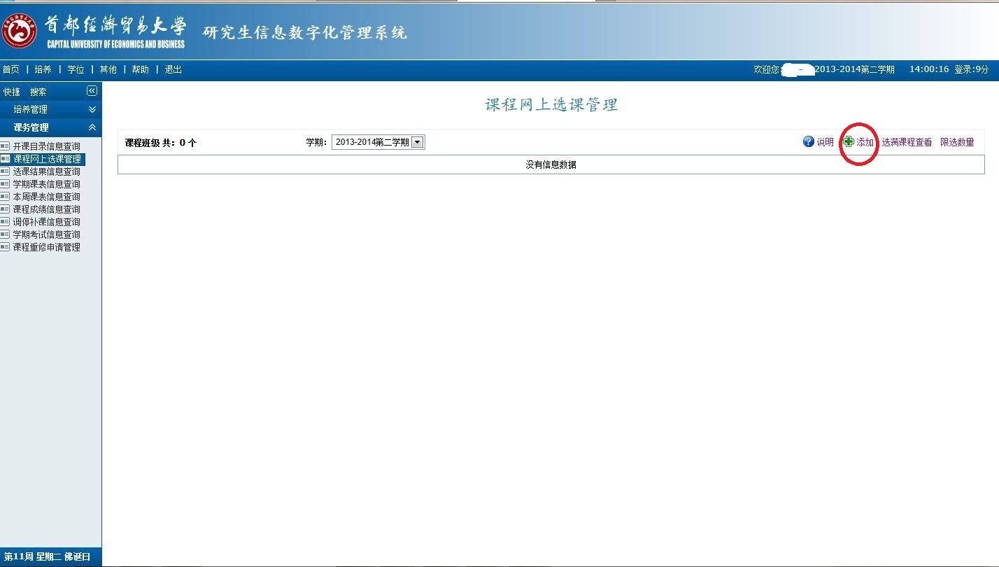 首都經濟貿易大學
CAPITAL UNIVERSITY OF ECONOMICS AND BUSINESS
研究生信息数字化管理系统
首页 | 培养 | 学位 | 其他 | 帮助 | 退出
欢迎您: 2013-2014第二学期 14:00:16 登录:9分
快捷 搜索
培养管理
课务管理
开课目录信息查询
课程网上选课管理
选课结果信息查询
学期课表信息查询
本周课表信息查询
课程成绩信息查询
调停补课信息查询
学期考试信息查询
课程重修申请管理
第11周 星期二 佛诞日
课程网上选课管理
课程班级 共：0 个 学期: 2013-2014第二学期 说明 添加 选满课程查看 限选数量
没有信息数据